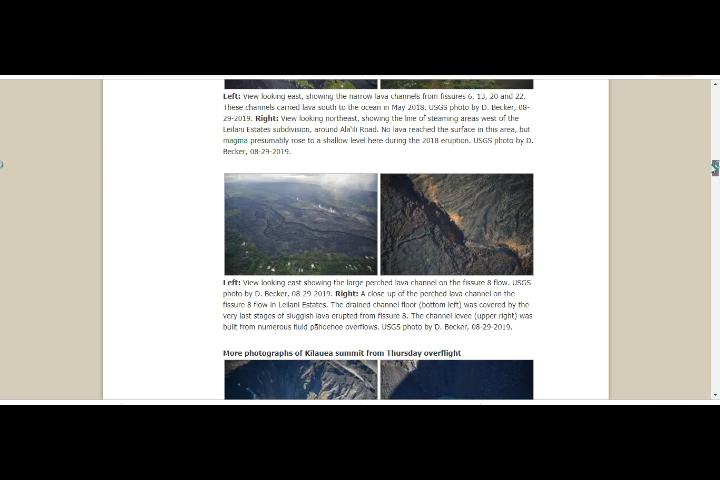 Left: View looking east, showing the narrow lava channels from fissures 6, 13, 20 and 22.
These channels carried lava south to the ocean in May 2018. USGS photo by D. Becker, 08-
29-2019. Right: View looking northeast, showing the line of steaming areas west of the
Leilani Estates subdivision, around Ala'ili Road. No lava reached the surface in this area, but
magma presumably rose to a shallow level here during the 2018 eruption. USGS photo by D.
Becker, 08-29-2019.
Left: View looking east showing the large perched lava channel on the fissure 8 flow. USGS
photo by D. Becker, 08-29-2019. Right: A close-up of the perched lava channel on the
fissure 8 flow in Leilani Estates. The drained channel floor (bottom left) was covered by the
very last stages of sluggish lava erupted from fissure 8. The channel levee (upper right) was
built from numerous fluid pāhoehoe overflows. USGS photo by D. Becker, 08-29-2019.
More photographs of Kilauea summit from Thursday overflight